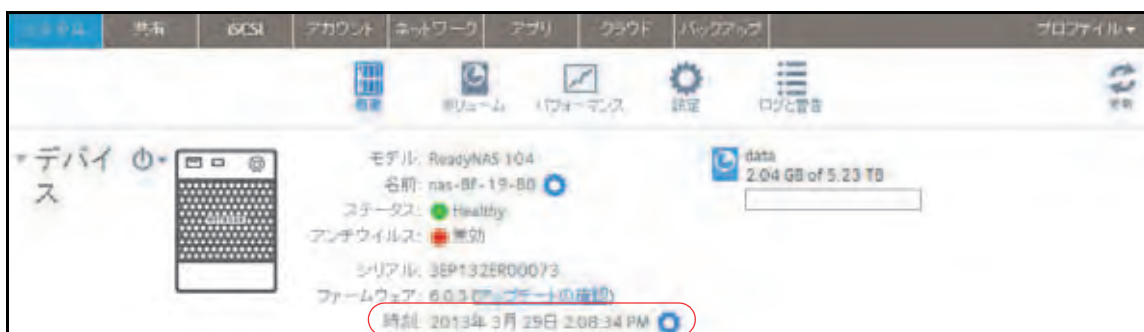 システム 共有 iSCSI アカウント ネットワーク アプリ クラウド バックアップ プロファイル
概要 ボリューム パフォーマンス 設定 ログと警告 更新
デバイス
モデル: ReadyNAS 104
名前: nas-8f-19-80
ステータス: Healthy
アンチウイルス: 無効
シリアル: 3EP132ER00073
ファームウェア: 6.0.3 (アップデートの確認)
時刻: 2013年 3月 29日 2:08:34 PM
data
2.04 GB of 5.23 TB